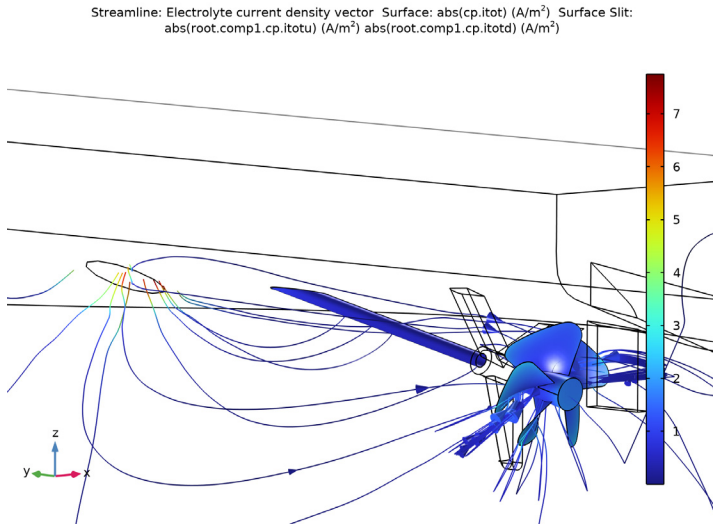 Streamline: Electrolyte current density vector Surface: abs(cp.itot) (A/m²) Surface Slit:
abs(root.comp1.cp.itotu) (A/m²) abs(root.comp1.cp.itotd) (A/m²)
7
6
5
4
3
2
1
z
y
x